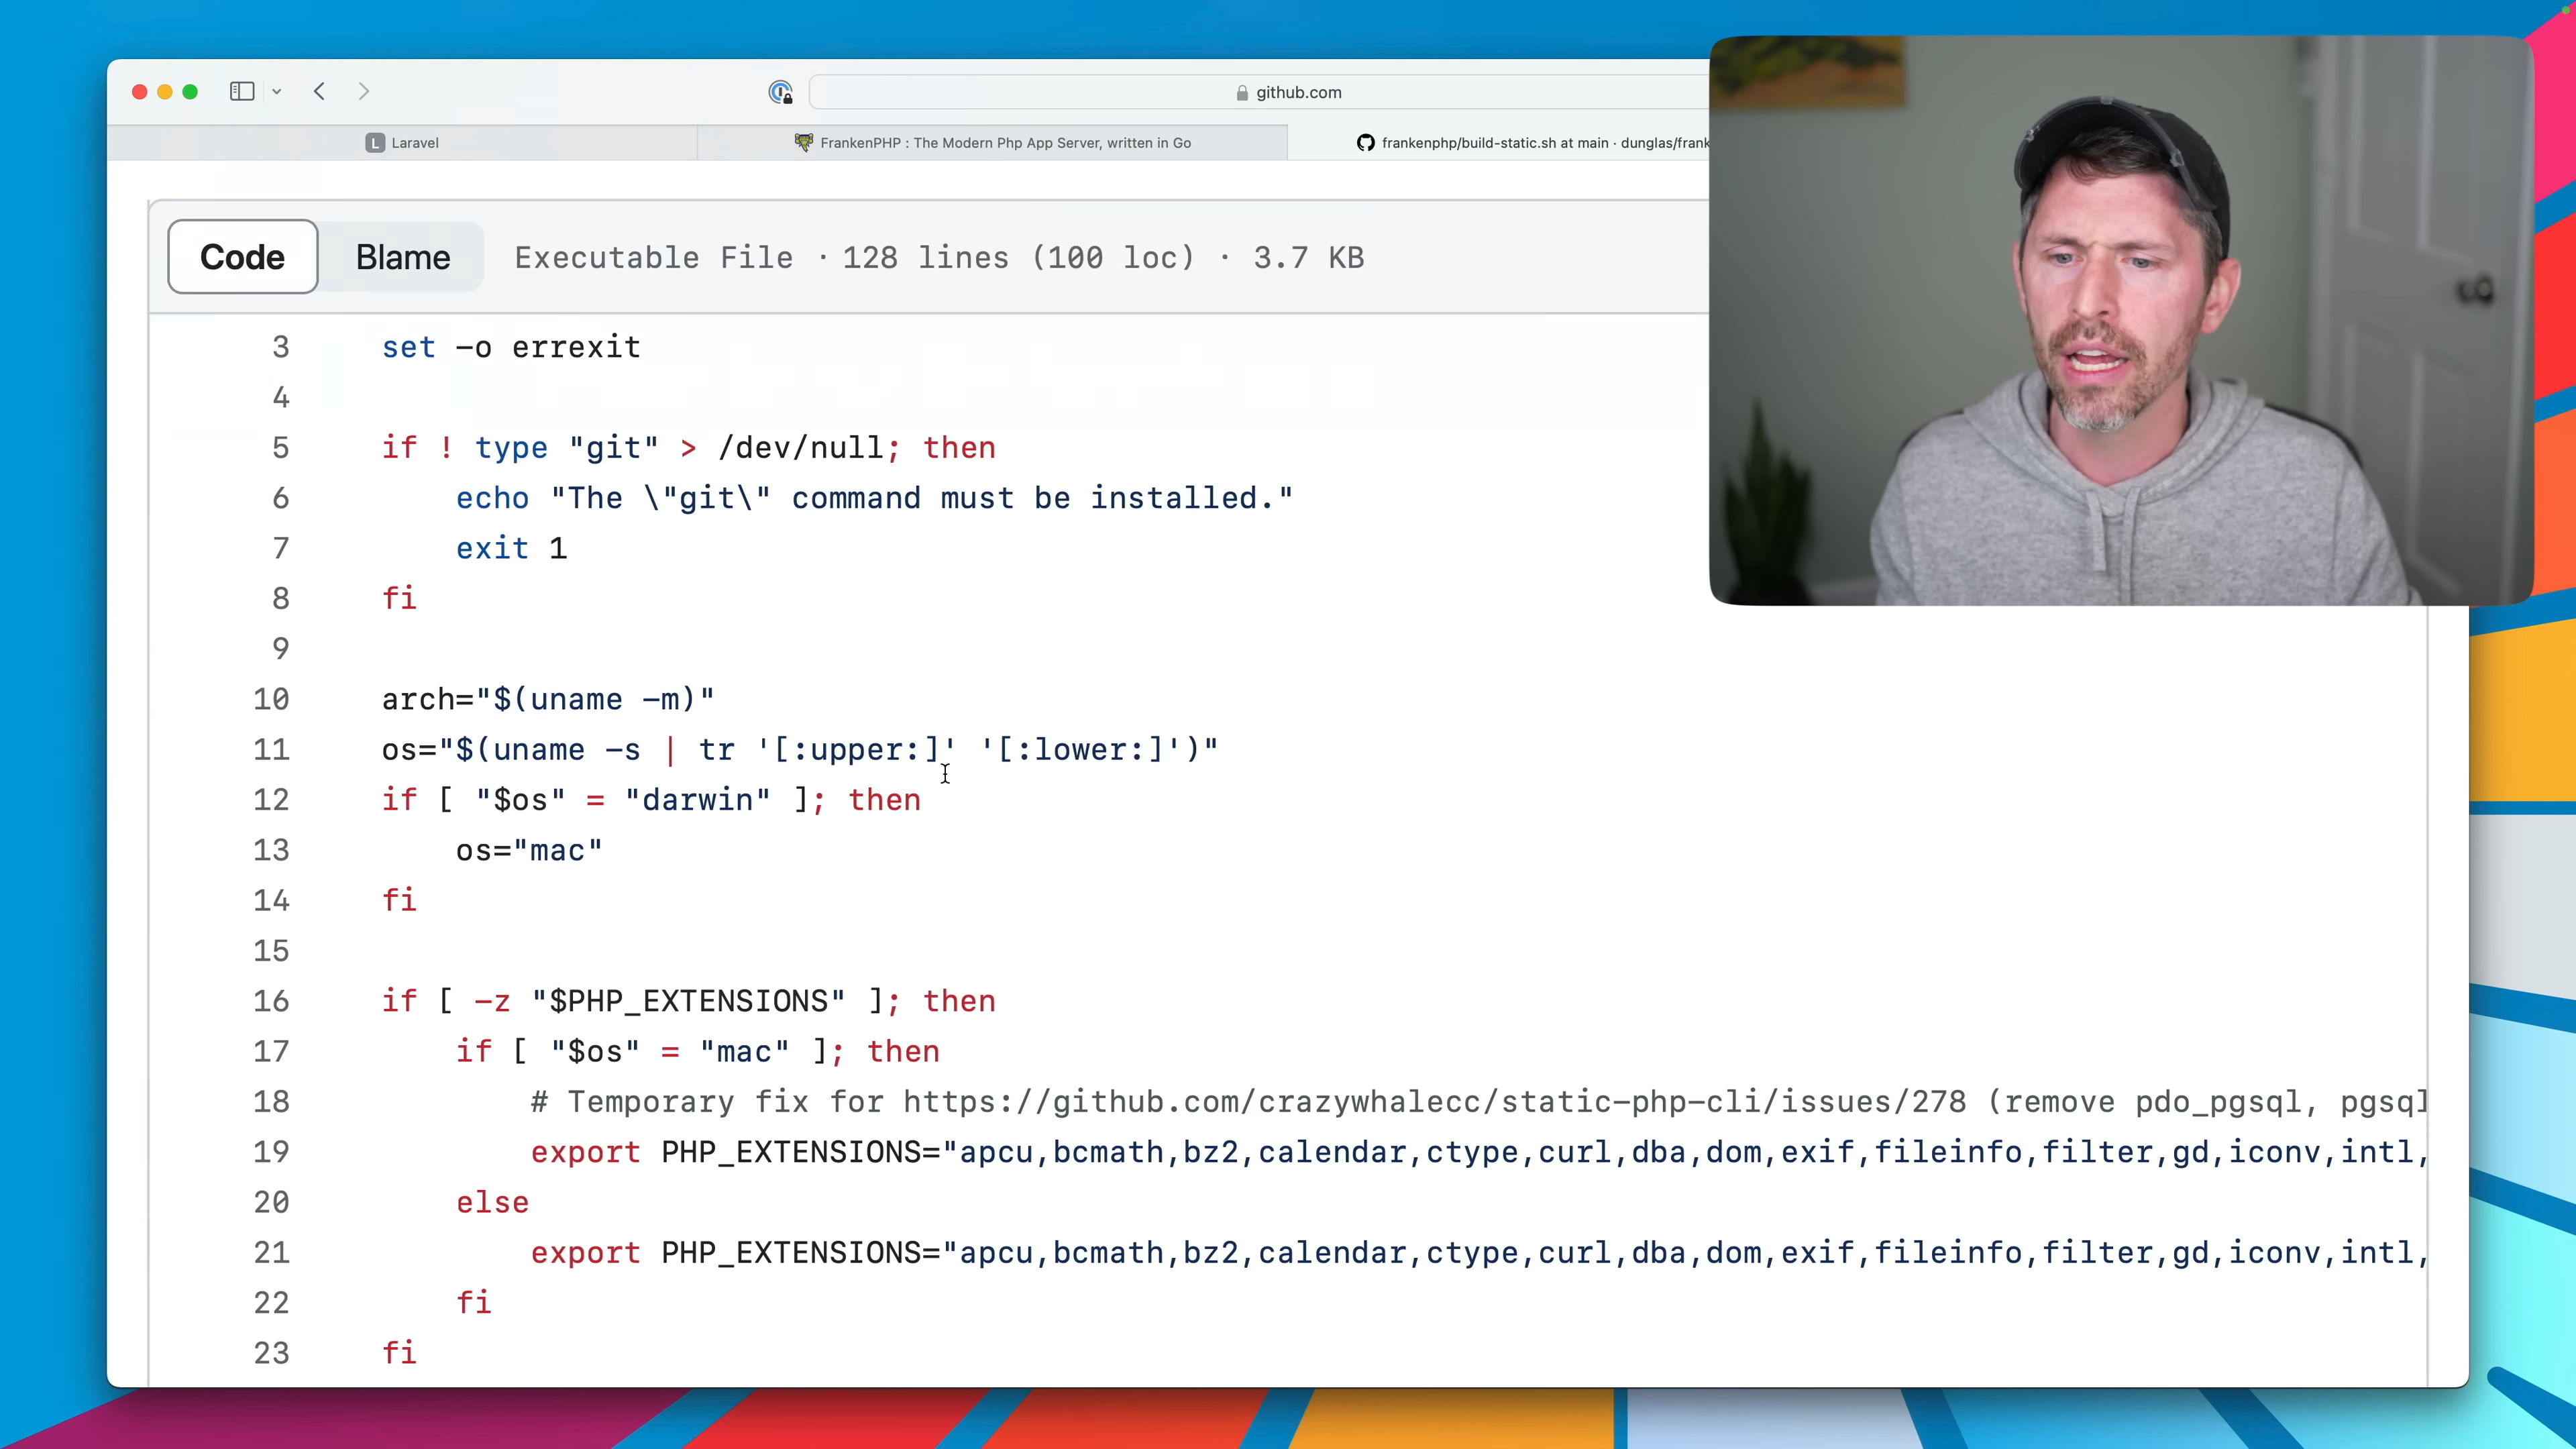 github.com
L Laravel
FrankenPHP : The Modern Php App Server, written in Go
frankenphp/build-static.sh at main · dunglas/frank
Code Blame Executable File · 128 lines (100 loc) · 3.7 KB
3 set -o errexit
4
5 if ! type "git" > /dev/null; then
6 echo "The \"git\" command must be installed."
7 exit 1
8 fi
9
10 arch="$(uname -m)"
11 os="$(uname -s | tr '[:upper:]' '[:lower:]')"
12 if [ "$os" = "darwin" ]; then
13 os="mac"
14 fi
15
16 if [ -z "$PHP_EXTENSIONS" ]; then
17 if [ "$os" = "mac" ]; then
18 # Temporary fix for https://github.com/crazywhalecc/static-php-cli/issues/278 (remove pdo_pgsql, pgsql
19 export PHP_EXTENSIONS="apcu,bcmath,bz2,calendar,ctype,curl,dba,dom,exif,fileinfo,filter,gd,iconv,intl,
20 else
21 export PHP_EXTENSIONS="apcu,bcmath,bz2,calendar,ctype,curl,dba,dom,exif,fileinfo,filter,gd,iconv,intl,
22 fi
23 fi